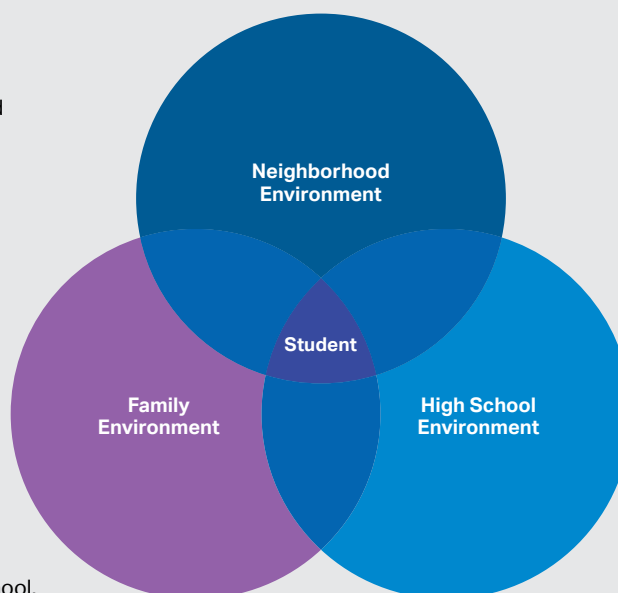 Neighborhood
Environment
Student
Family
Environment
High School
Environment